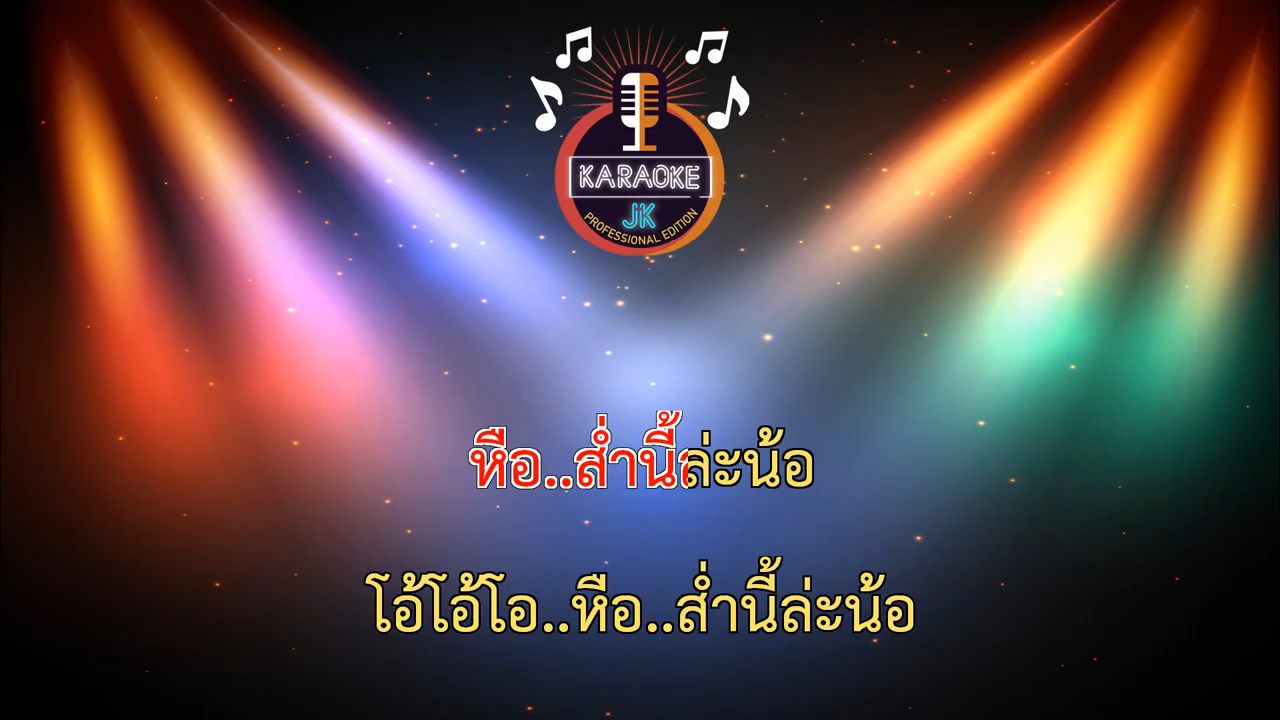 KARAOKE
JK
PROFESSIONAL EDITION
หือ..ส่ำนี้ล่ะน้อ
โอ้โอ้โอ..หือ..ส่ำนี้ล่ะน้อ